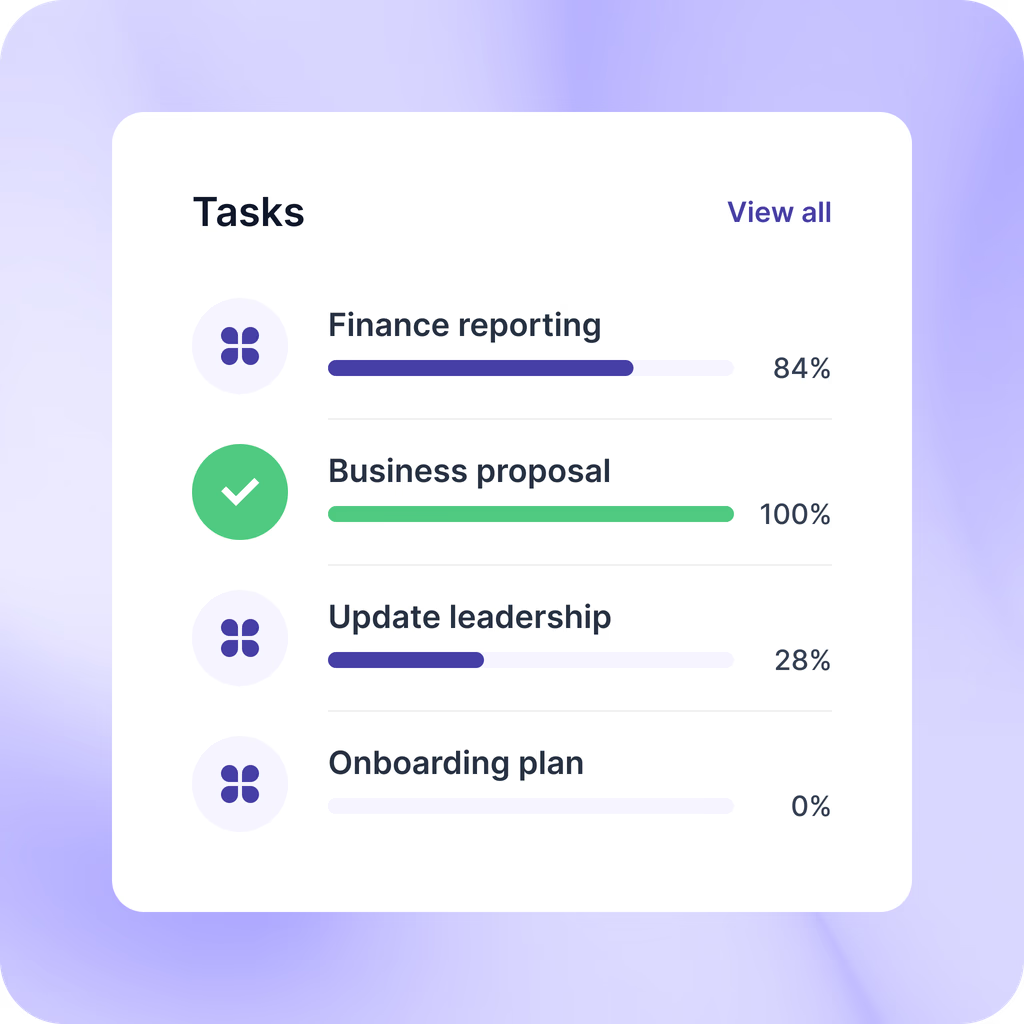 Tasks
View all
Finance reporting
84%
Business proposal
100%
Update leadership
28%
Onboarding plan
0%